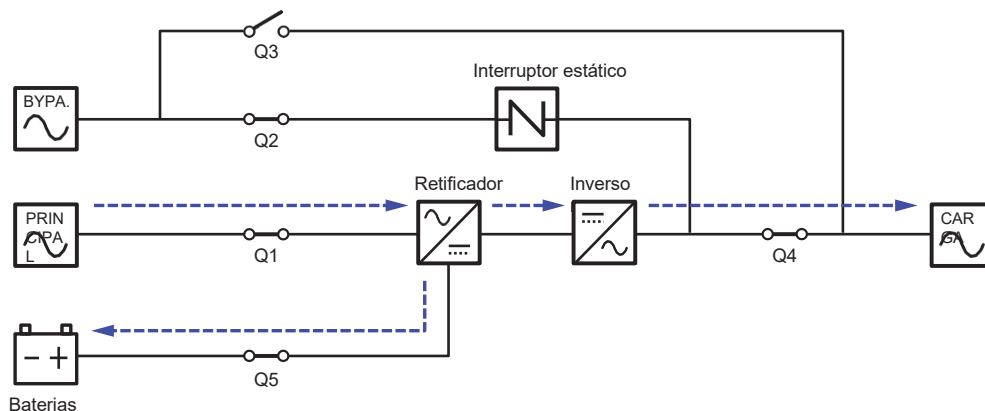 Q3
Interruptor estático
BYPA.
Q2
Retificador
Inverso
PRIN
CIPA
L
Q1
Q4
CAR
GA
Q5
Baterias